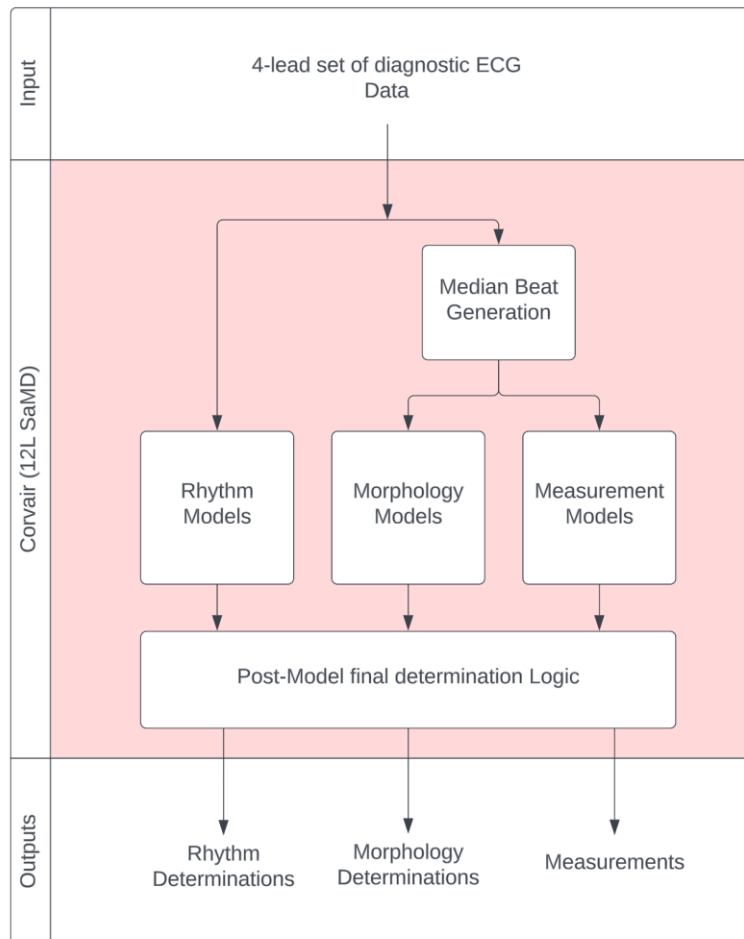 Input
4-lead set of diagnostic ECG
Data
Corvair (12L SaMD)
Median Beat
Generation
Rhythm
Models
Morphology
Models
Measurement
Models
Post-Model final determination Logic
Outputs
Rhythm
Determinations
Morphology
Determinations
Measurements